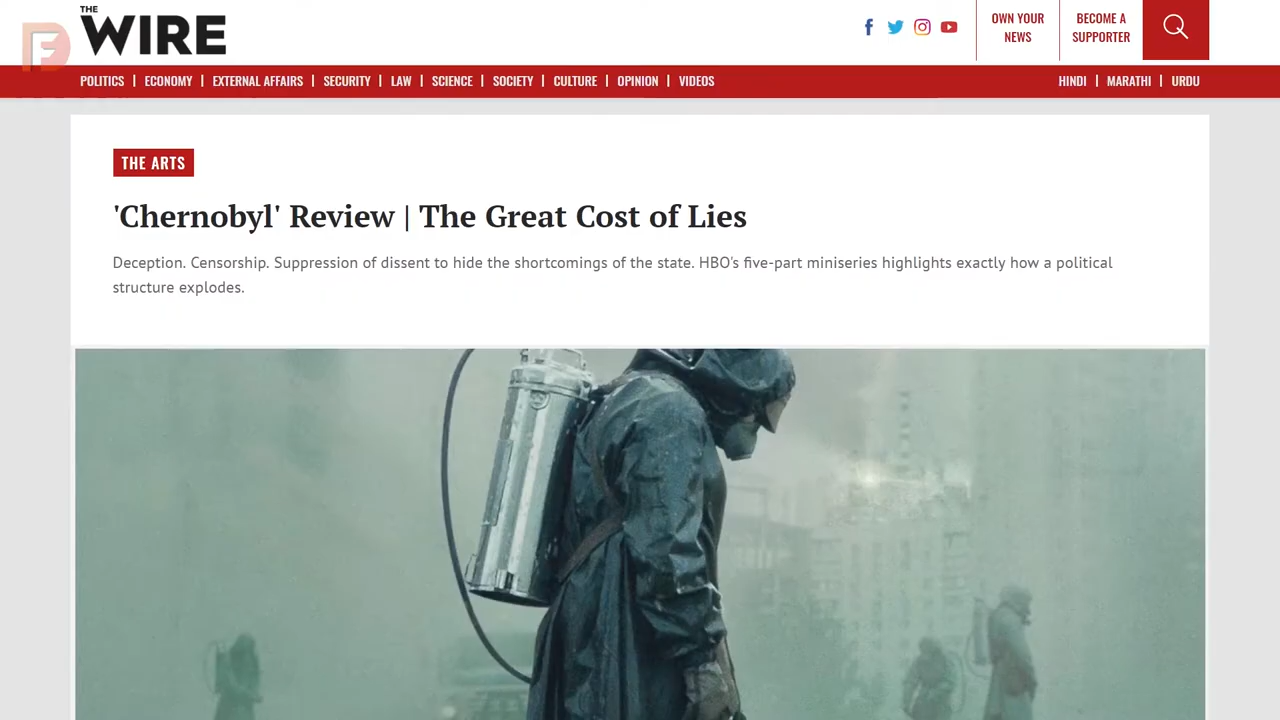 THE
WIRE
OWN YOUR
NEWS
BECOME A
SUPPORTER
POLITICS | ECONOMY | EXTERNAL AFFAIRS | SECURITY | LAW | SCIENCE | SOCIETY | CULTURE | OPINION | VIDEOS
HINDI | MARATHI | URDU
THE ARTS
'Chernobyl' Review | The Great Cost of Lies
Deception. Censorship. Suppression of dissent to hide the shortcomings of the state. HBO's five-part miniseries highlights exactly how a political
structure explodes.